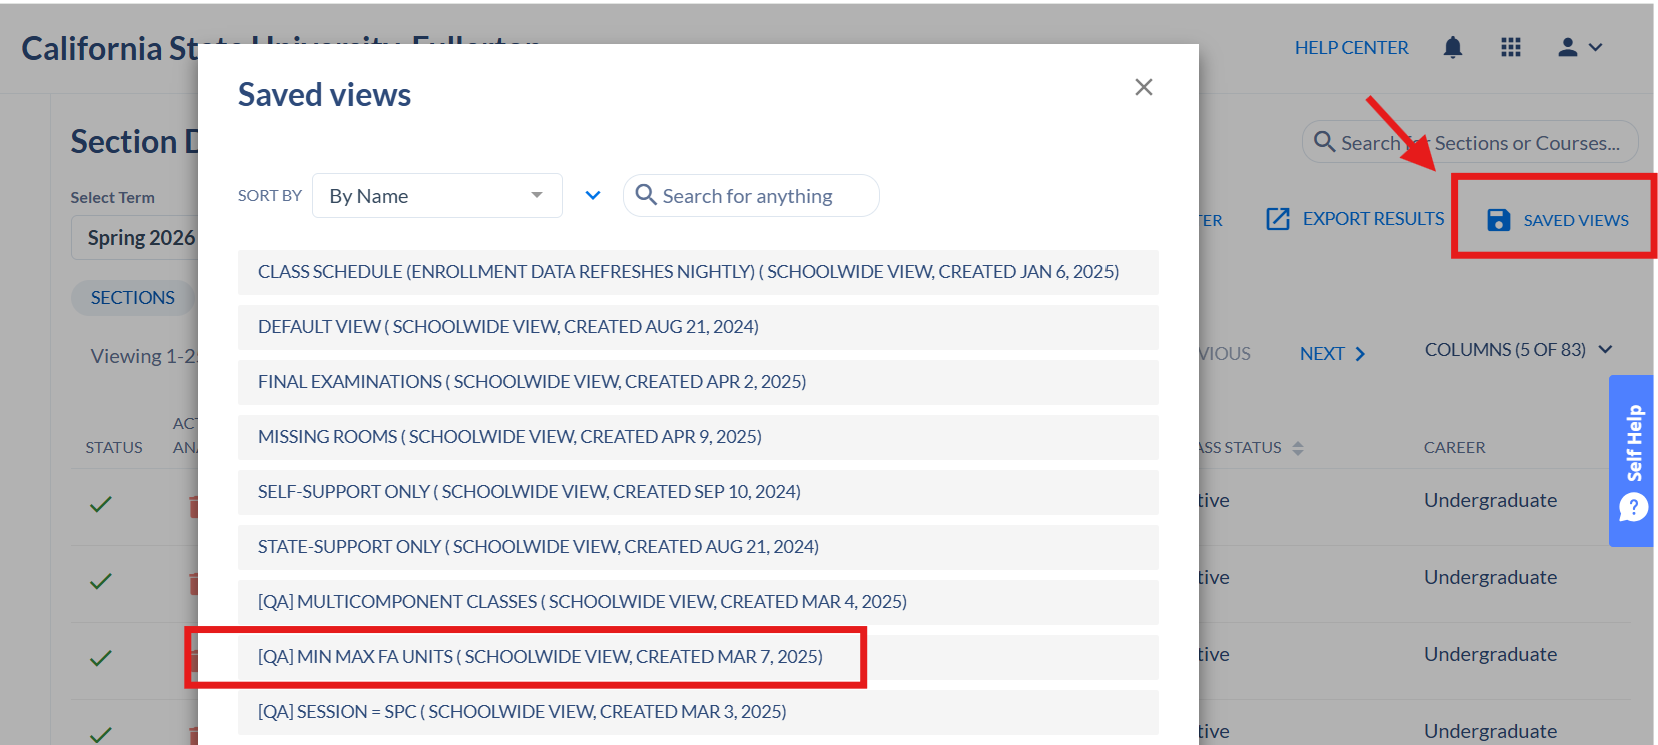 California St
HELP CENTER
Saved views
Section D
Search f r Sections or Courses...
Select Term
SORT BY By Name Search for anything
Spring 2026
TER EXPORT RESULTS SAVED VIEWS
CLASS SCHEDULE (ENROLLMENT DATA REFRESHES NIGHTLY) ( SCHOOLWIDE VIEW, CREATED JAN 6, 2025)
SECTIONS
DEFAULT VIEW ( SCHOOLWIDE VIEW, CREATED AUG 21, 2024)
Viewing 1-2
VIOUS NEXT COLUMNS (5 OF 83)
FINAL EXAMINATIONS ( SCHOOLWIDE VIEW, CREATED APR 2, 2025)
MISSING ROOMS ( SCHOOLWIDE VIEW, CREATED APR 9, 2025)
STATUS ACT
AN
ASS STATUS CAREER
Self Help
SELF-SUPPORT ONLY ( SCHOOLWIDE VIEW, CREATED SEP 10, 2024)
tive Undergraduate
STATE-SUPPORT ONLY ( SCHOOLWIDE VIEW, CREATED AUG 21, 2024)
tive Undergraduate
[QA] MULTICOMPONENT CLASSES ( SCHOOLWIDE VIEW, CREATED MAR 4, 2025)
[QA] MIN MAX FA UNITS ( SCHOOLWIDE VIEW, CREATED MAR 7, 2025)
tive Undergraduate
[QA] SESSION = SPC ( SCHOOLWIDE VIEW, CREATED MAR 3, 2025)
tive Undergraduate